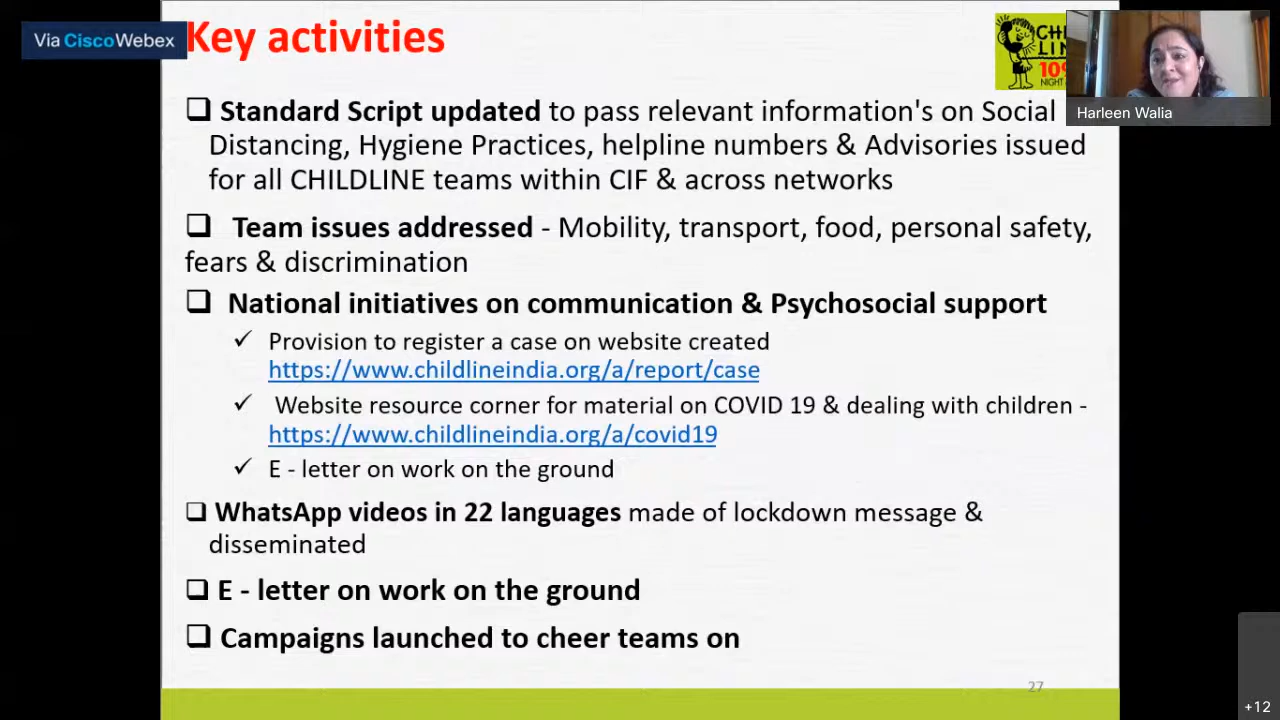 Via Cisco Webex
Key activities
Harleen Walia
❑ Standard Script updated to pass relevant information's on Social
Distancing, Hygiene Practices, helpline numbers & Advisories issued
for all CHILDLINE teams within CIF & across networks
❑ Team issues addressed - Mobility, transport, food, personal safety,
fears & discrimination
❑ National initiatives on communication & Psychosocial support
✓ Provision to register a case on website created
https://www.childlineindia.org/a/report/case
✓ Website resource corner for material on COVID 19 & dealing with children -
https://www.childlineindia.org/a/covid19
✓ E - letter on work on the ground
❑ WhatsApp videos in 22 languages made of lockdown message &
disseminated
❑ E - letter on work on the ground
❑ Campaigns launched to cheer teams on
27
+12